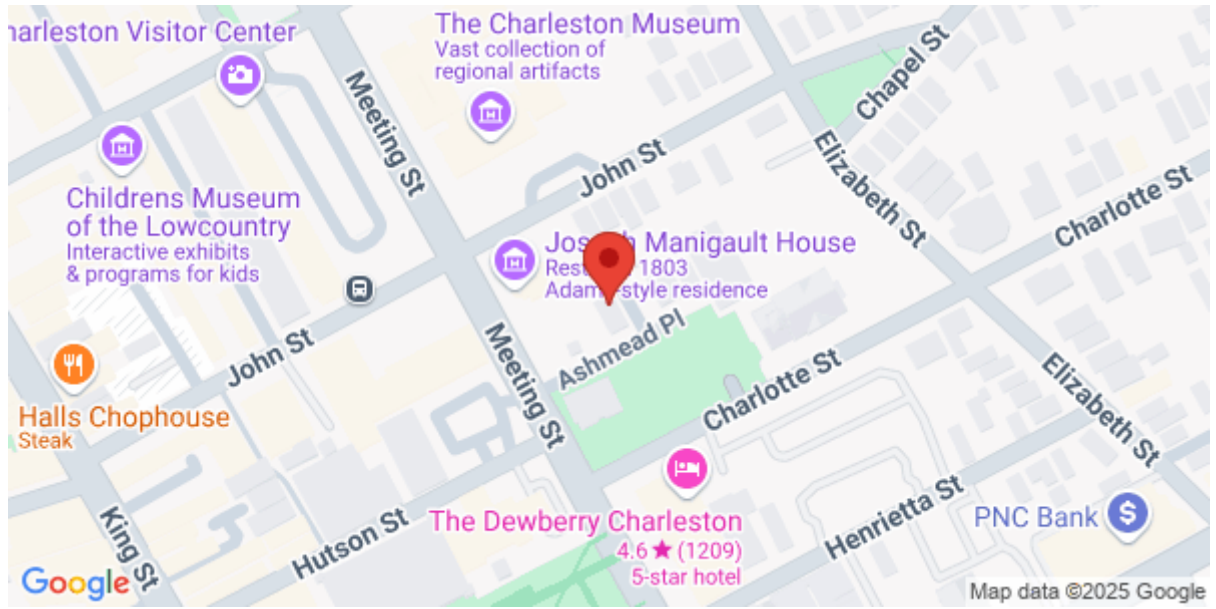 harleston Visitor Center
The Charleston Museum
Vast collection of
regional artifacts
Chapel St
Meeting St
John St
Elizabeth St
Charlotte St
Childrens Museum
of the Lowcountry
Interactive exhibits
& programs for kids
Manigault House
1803
style residence
Ashmead Pl
John St
Meeting St
Charlotte St
Elizabeth St
Halls Chophouse
Steak
King St
Hutson St
The Dewberry Charleston
4.6 ★ (1209)
5-star hotel
Henrietta St
PNC Bank
Google
Map data ©2025 Google